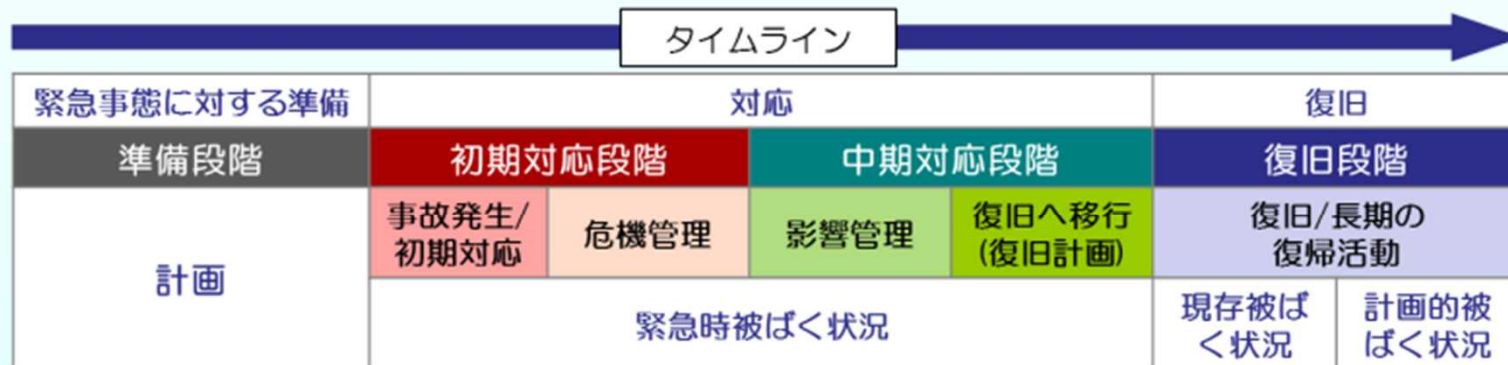 タイムライン
緊急事態に対する準備
対応
復旧
準備段階
初期対応段階
中期対応段階
復旧段階
計画
事故発生/
初期対応
危機管理
影響管理
復旧へ移行
(復旧計画)
復旧/長期の
復帰活動
緊急時被ばく状況
現存被ば
く状況
計画的被
ばく状況